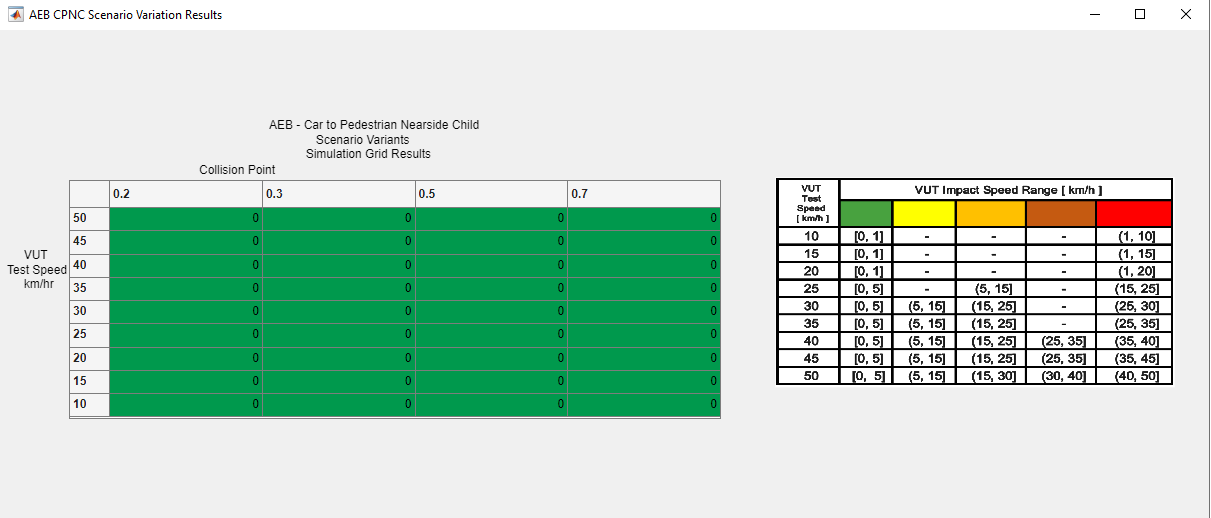 AEB CPNC Scenario Variation Results
AEB - Car to Pedestrian Nearside Child
Scenario Variants
Simulation Grid Results
Collision Point
0.2 0.3 0.5 0.7
50 0 0 0 0
45 0 0 0 0
40 0 0 0 0
35 0 0 0 0
30 0 0 0 0
25 0 0 0 0
20 0 0 0 0
15 0 0 0 0
10 0 0 0 0
VUT
Test Speed
km/hr
VUT
Test
Speed
[ km/h ]
VUT Impact Speed Range [ km/h ]
10 [0, 1] - - - (1, 10]
15 [0, 1] - - - (1, 15]
20 [0, 1] - - - (1, 20]
25 [0, 5] - (5, 15] - (15, 25]
30 [0, 5] (5, 15] (15, 25] - (25, 30]
35 [0, 5] (5, 15] (15, 25] - (25, 35]
40 [0, 5] (5, 15] (15, 25] (25, 35] (35, 40]
45 [0, 5] (5, 15] (15, 25] (25, 35] (35, 45]
50 [0, 5] (5, 15] (15, 30] (30, 40] (40, 50]